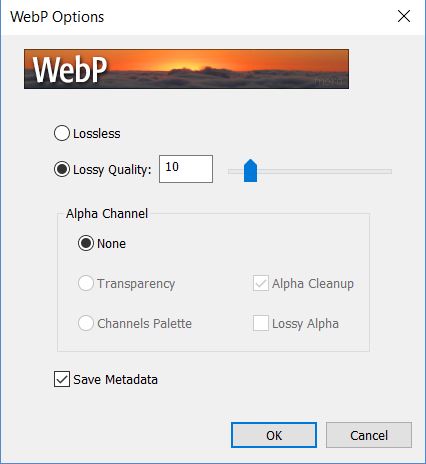 WebP Options
WebP
Lossless
Lossy Quality: 10
Alpha Channel
None
Transparency
Alpha Cleanup
Channels Palette
Lossy Alpha
Save Metadata
OK
Cancel